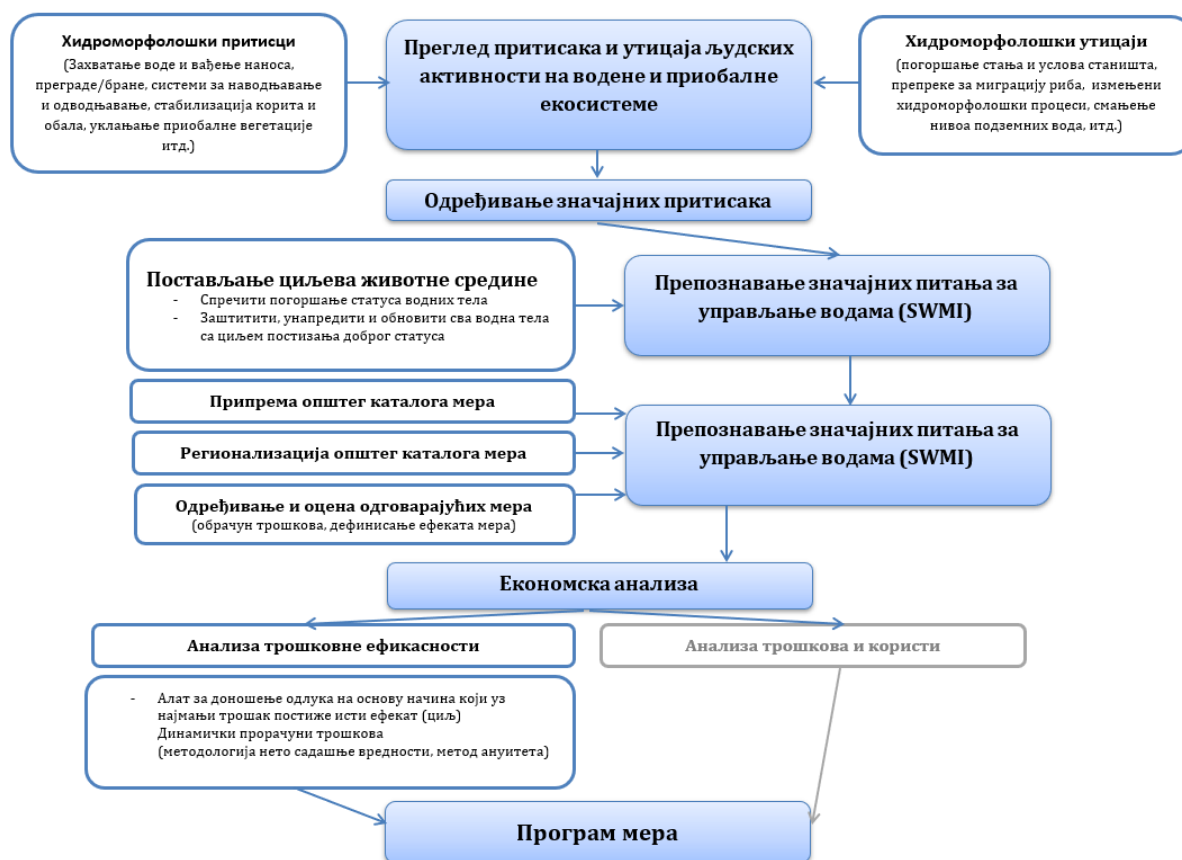 Хидроморфолошки притисци
(Захватање воде и вађење наноса,
преграде/бране, системи за наводњавање
и одводњавање, стабилизација корита и
обала, уклањање приобалне вегетације
итд.)
Преглед притисака и утицаја људских
активности на водене и приобалне
екосистеме
Хидроморфолошки утицаји
(погоршање стања и услова станишта,
препреке за миграцију риба, измењени
хидроморфолошки процеси, смањење
нивоа подземних вода, итд.)
Одређивање значајних притисака
Постављање циљева животне средине
- Спречити погоршање статуса водних тела
- Заштитити, унапредити и обновити сва водна тела
са циљем постизања доброг статуса
Препознавање значајних питања за
управљање водама (SWMI)
Припрема општег каталога мера
Регионализација општег каталога мера
Одређивање и оцена одговарајућих мера
(обрачун трошкова, дефинисање ефеката мера)
Препознавање значајних питања за
управљање водама (SWMI)
Економска анализа
Анализа трошковне ефикасности
Анализа трошкова и користи
- Алат за доношење одлука на основу начина који уз
најмањи трошак постиже исти ефекат (циљ)
Динамички прорачуни трошкова
(методологија нето садашње вредности, метод ануитета)
Програм мера